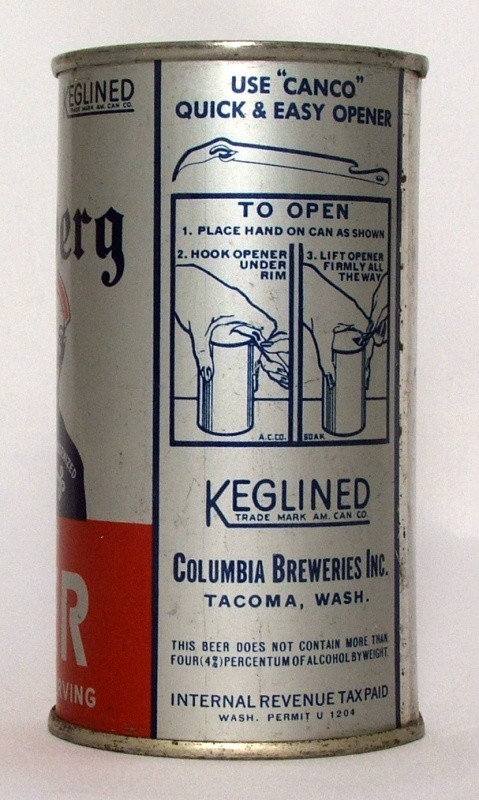 KEGLINED
TRADE MARK AM. CAN CO.
erg
R
RVING
USE "CANCO"
QUICK & EASY OPENER
TO OPEN
1. PLACE HAND ON CAN AS SHOWN
2. HOOK OPENER
UNDER
RIM
3. LIFT OPENER
FIRMLY ALL
THE WAY
A.C.CO.
80AK
KEGLINED
TRADE MARK AM. CAN CO.
COLUMBIA BREWERIES INC.
TACOMA, WASH.
THIS BEER DOES NOT CONTAIN MORE THAN
FOUR (4%) PERCENTUM OF ALCOHOL BY WEIGHT
INTERNAL REVENUE TAX PAID
WASH. PERMIT U 1204